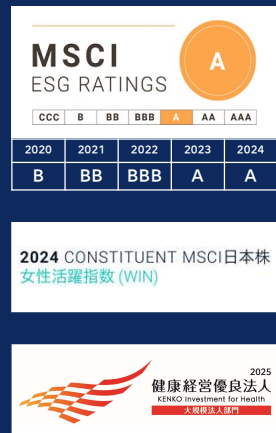 MSCI
ESG RATINGS
A
CCC B BB BBB A AA AAA
2020 2021 2022 2023 2024
B BB BBB A A
2024 CONSTITUENT MSCI日本株
女性活躍指数 (WIN)
2025
健康経営優良法人
KENKO Investment for Health
大規模法人部門